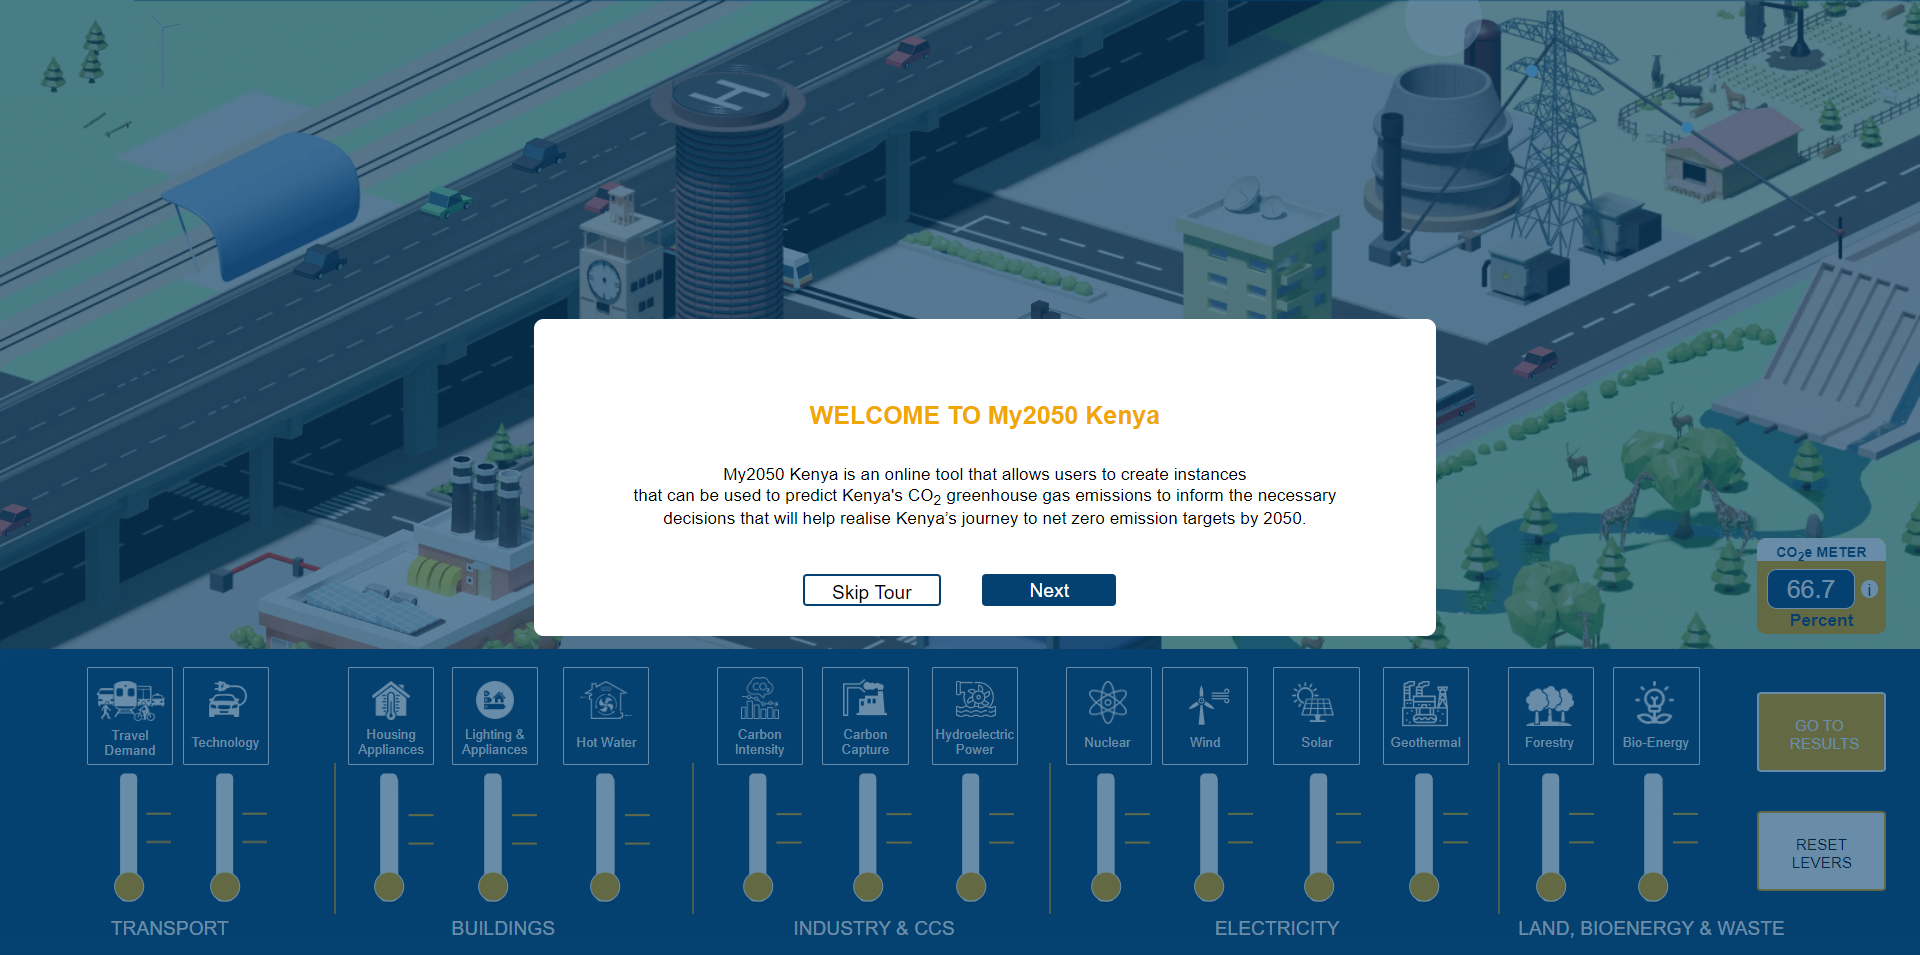 H
WELCOME TO My2050 Kenya
My2050 Kenya is an online tool that allows users to create instances
that can be used to predict Kenya's CO2 greenhouse gas emissions to inform the necessary
decisions that will help realise Kenya’s journey to net zero emission targets by 2050.
Skip Tour
Next
CO2e METER
66.7
i
Percent
Travel
Demand
Technology
Housing
Appliances
Lighting &
Appliances
Hot Water
CO2
Carbon
Intensity
Carbon
Capture
Hydroelectric
Power
Nuclear
Wind
Solar
Geothermal
Forestry
Bio-Energy
GO TO
RESULTS
RESET
LEVERS
TRANSPORT
BUILDINGS
INDUSTRY & CCS
ELECTRICITY
LAND, BIOENERGY & WASTE